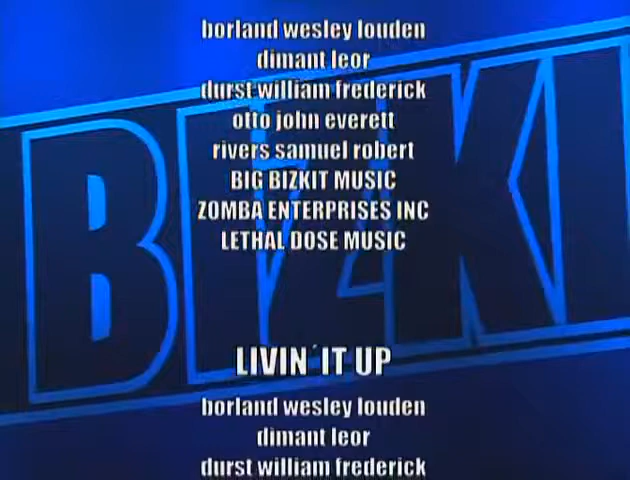 borland wesley louden
dimant leor
durst william frederick
otto john everett
rivers samuel robert
BIG BIZKIT MUSIC
ZOMBA ENTERPRISES INC
LETHAL DOSE MUSIC
BIZKI
LIVIN´IT UP
borland wesley louden
dimant leor
durst william frederick